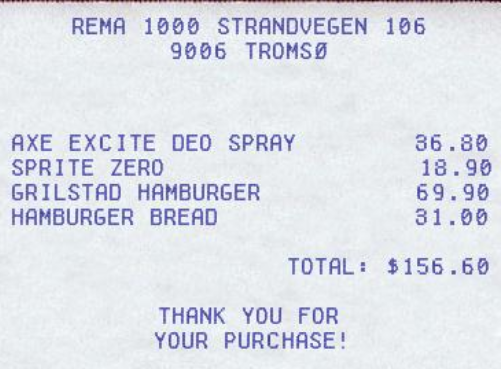 REMA 1000 STRANDVEGEN 106
9006 TROMSØ
AXE EXCITE DEO SPRAY 36.80
SPRITE ZERO 18.90
GRILSTAD HAMBURGER 69.90
HAMBURGER BREAD 31.00
TOTAL: $156.60
THANK YOU FOR
YOUR PURCHASE!